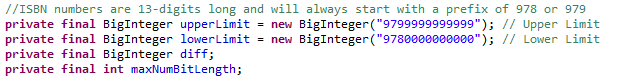 //ISBN numbers are 13-digits long and will always start with a prefix of 978 or 979
private final BigInteger upperLimit = new BigInteger("9799999999999"); // Upper Limit
private final BigInteger lowerLimit = new BigInteger("9780000000000"); // Lower Limit
private final BigInteger diff;
private final int maxNumBitLength;